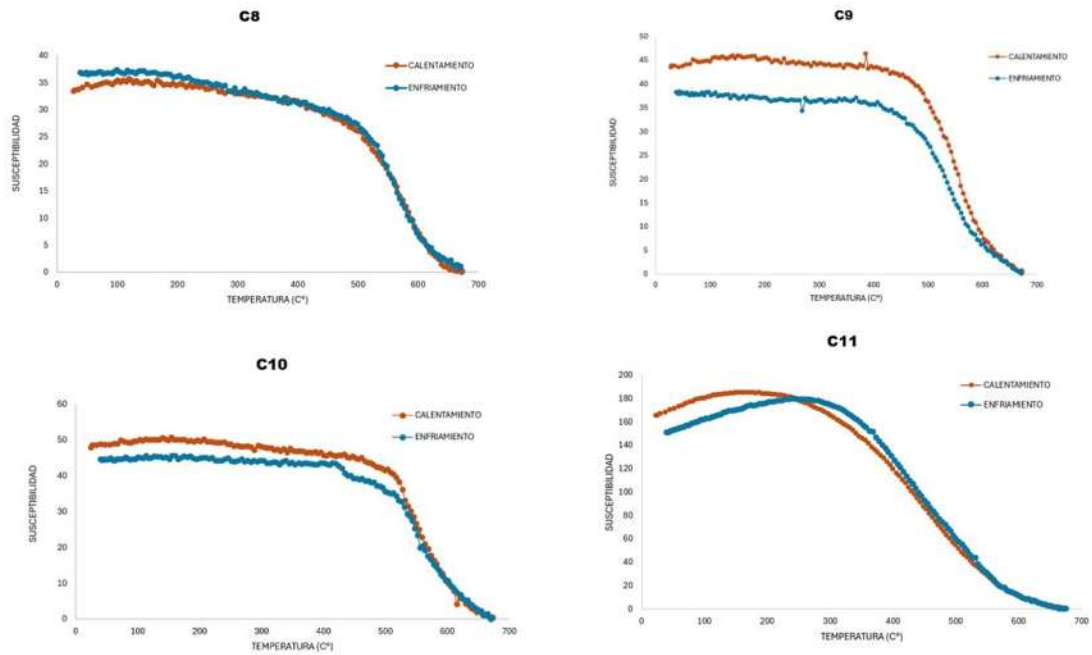 C8
40
35
30
25
20
15
10
5
0
SUSCEPTIBILIDAD
CALENTAMIENTO
ENFRIAMIENTO
0 100 200 300 400 500 600 700
TEMPERATURA (C°)
C9
50
45
40
35
30
25
20
15
10
5
0
SUSCEPTIBILIDAD
CALENTAMIENTO
ENFRIAMIENTO
0 100 200 300 400 500 600 700
TEMPERATURA (C°)
C10
60
50
40
30
20
10
0
SUSCEPTIBILIDAD
CALENTAMIENTO
ENFRIAMIENTO
0 100 200 300 400 500 600 700
TEMPERATURA (C°)
C11
200
180
160
140
120
100
80
60
40
20
0
SUSCEPTIBILIDAD
CALENTAMIENTO
ENFRIAMIENTO
0 100 200 300 400 500 600 700
TEMPERATURA (C°)